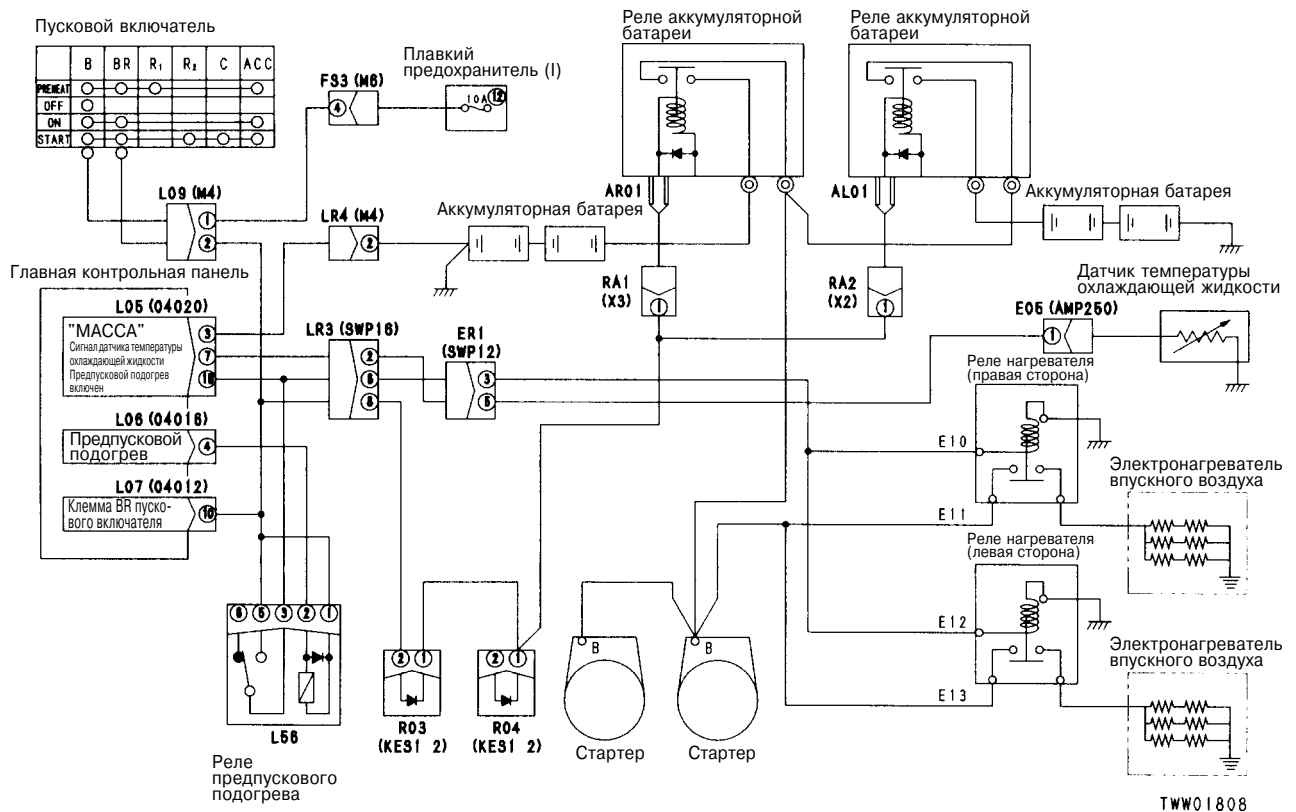 Пусковой включатель
B BR R₁ R₂ C ACC
PREHEAT
OFF
ON
START
FS3 (M6)
4
Плавкий
предохранитель (I)
10A 12
Реле аккумуляторной
батареи
Реле аккумуляторной
батареи
AR01
AL01
L09 (M4)
1
2
LR4 (M4)
2
Аккумуляторная батарея
Аккумуляторная батарея
RA1
(X3)
1
RA2
(X2)
1
Главная контрольная панель
L05 (04020)
"МАССА"
Сигнал датчика температуры
охлаждающей жидкости
Предпусковой подогрев
включен
3
7
LR3 (SWP16)
2
6
8
ER1
(SWP12)
3
5
Датчик температуры
охлаждающей жидкости
E05 (AMP250)
1
L06 (04016)
Предпусковой
подогрев
4
L07 (04012)
Клемма BR пуско-
вого включателя
10
Реле нагревателя
(правая сторона)
E10
E11
Электронагреватель
впускного воздуха
Реле нагревателя
(левая сторона)
E12
E13
Электронагреватель
впускного воздуха
6 5 3 2 1
L56
Реле
предпускового
подогрева
2 1
R03
(KES1 2)
2 1
R04
(KES1 2)
B
Стартер
B
Стартер
TWW01808